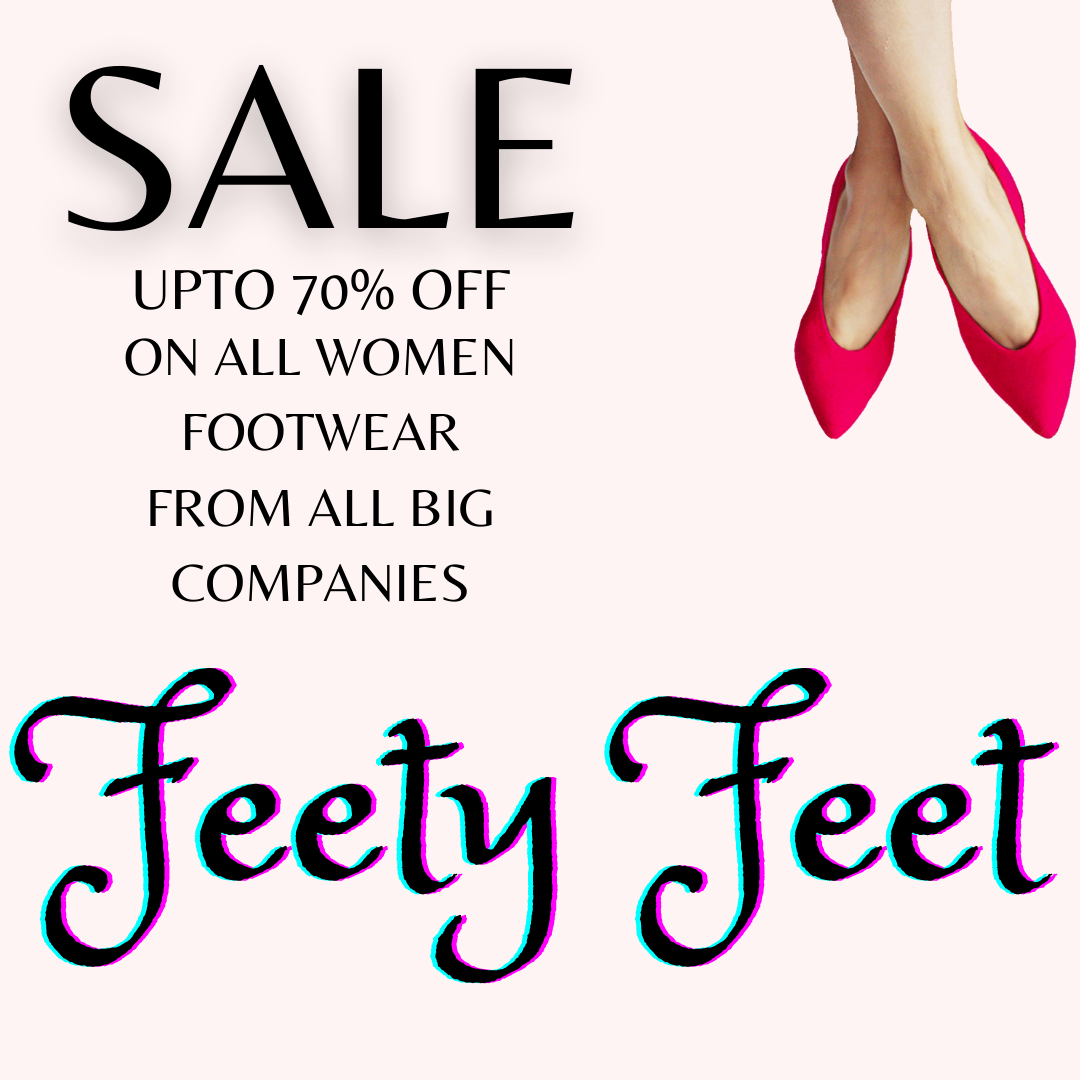 SALE
UPTO 70% OFF
ON ALL WOMEN
FOOTWEAR
FROM ALL BIG
COMPANIES
Feety Feet